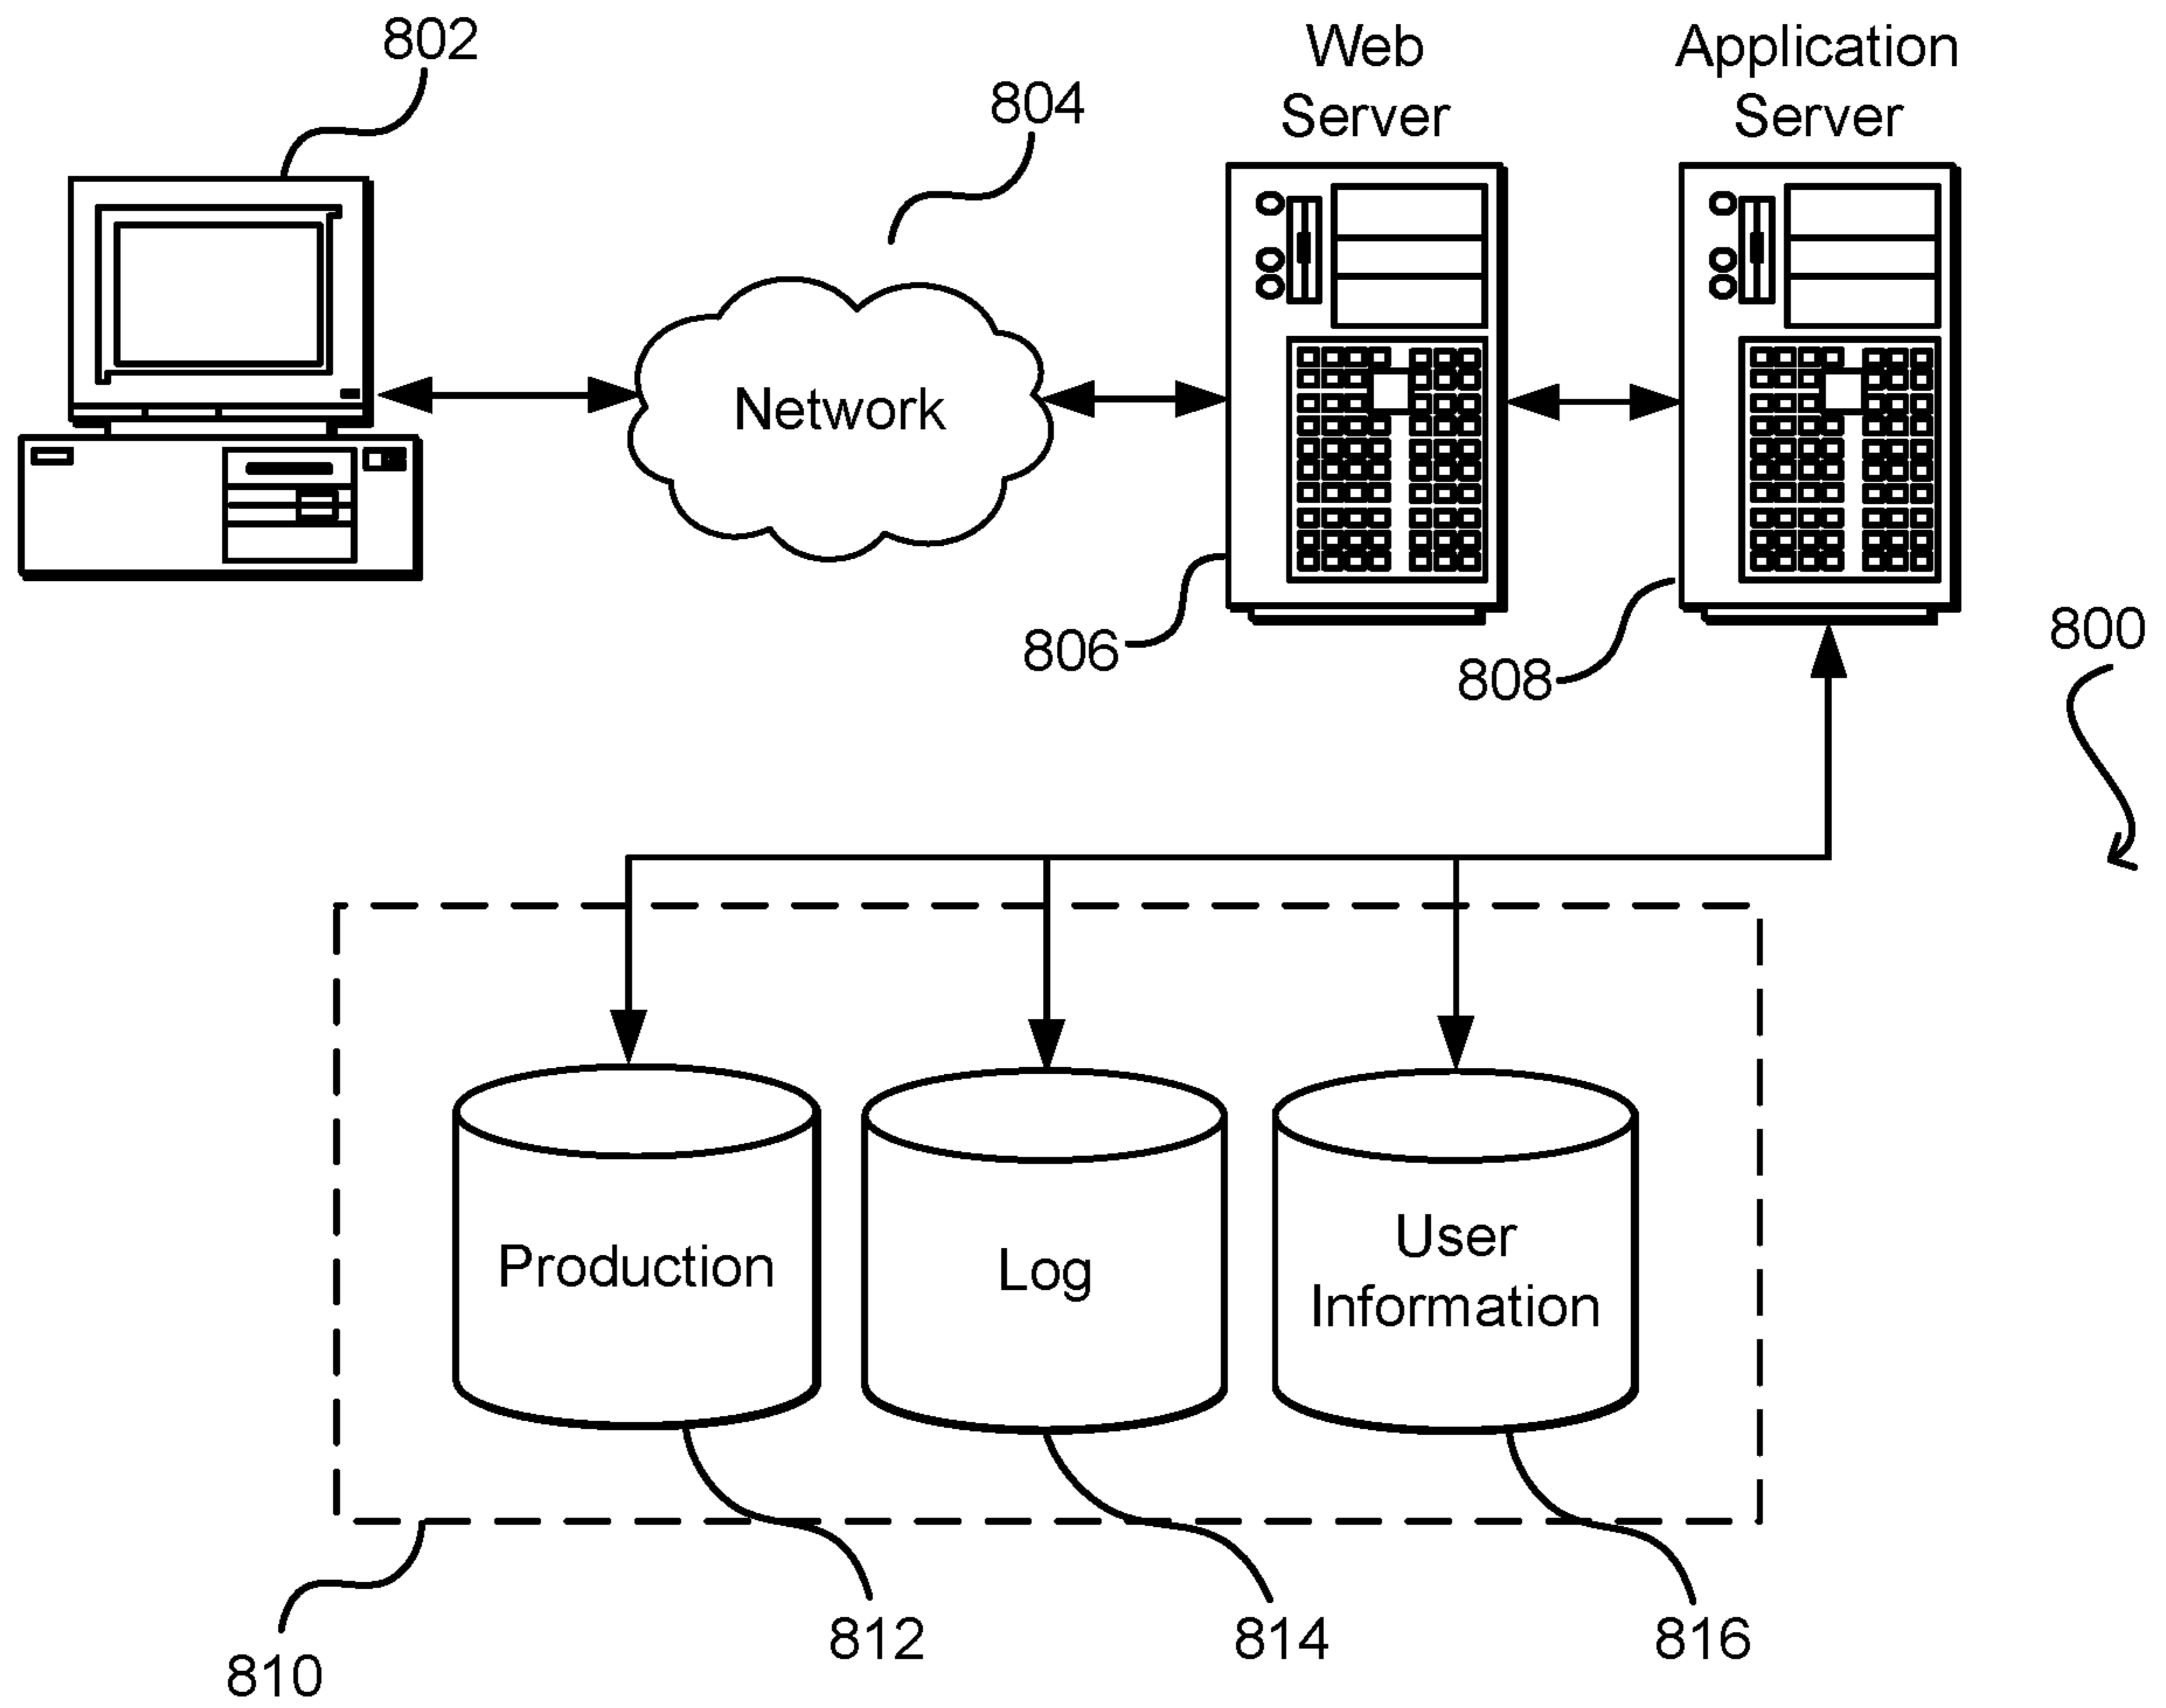 802
804
Web
Server
Application
Server
Network
806
808
800
Production
Log
User
Information
810
812
814
816